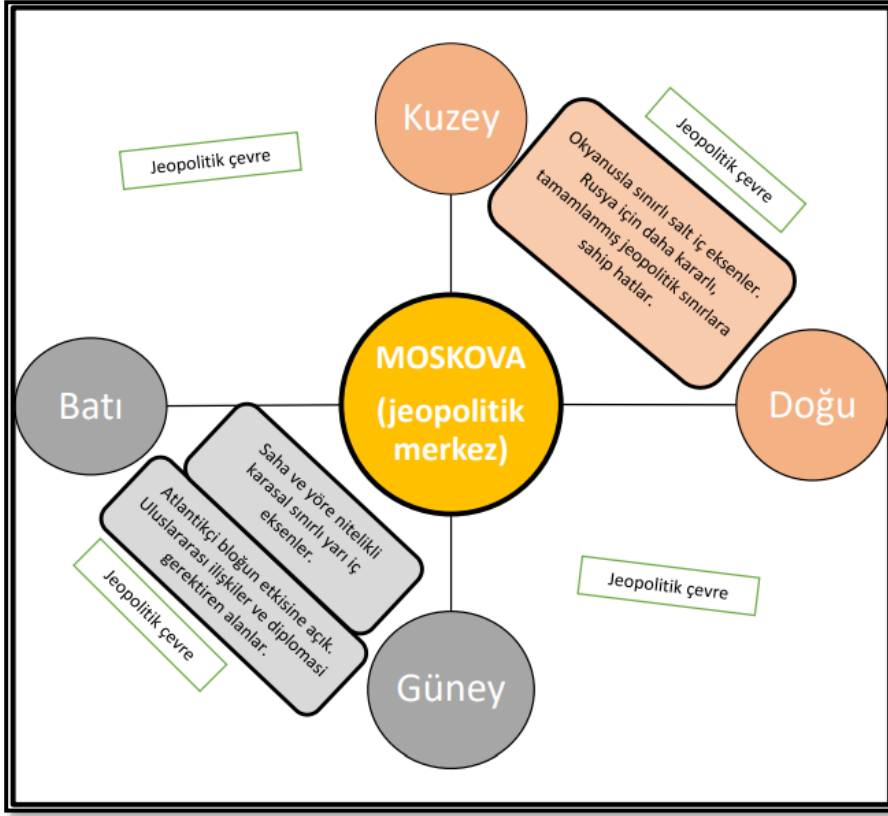 Kuzey
Jeopolitik çevre
Jeopolitik çevre
Okyanusla sınırlı salt iç eksenler.
Rusya için daha kararlı,
tamamlanmış jeopolitik sınırlara
sahip hatlar.
MOSKOVA
(jeopolitik
merkez)
Batı
Doğu
Saha ve yöre nitelikli
karasal sınırlı yarı iç
eksenler.
Atlantikçi bloğun etkisine açık.
Uluslararası ilişkiler ve diplomasi
gerektiren alanlar.
Jeopolitik çevre
Jeopolitik çevre
Güney